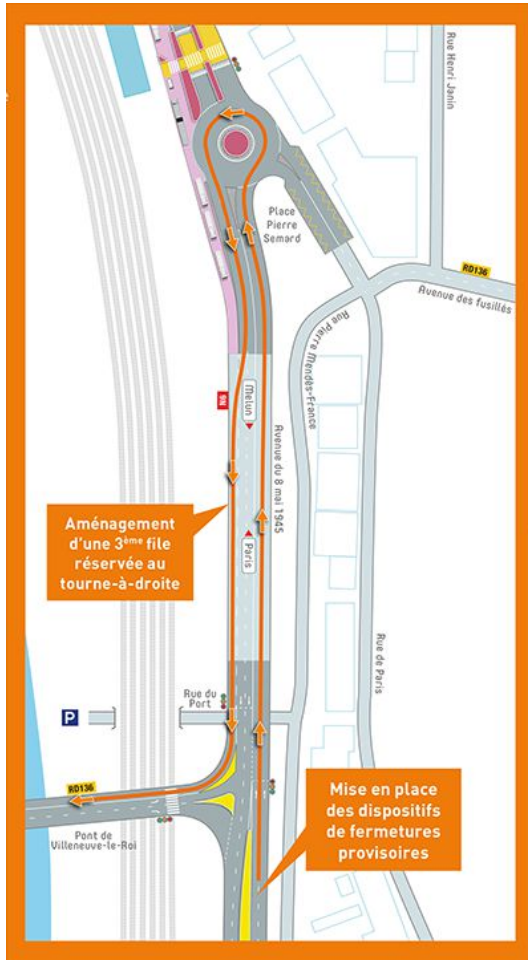 e
Rue Henri Janin
Place
Pierre
Semard
RD136
Avenue des fusillés
Rue Pierre Mendès-France
N6
Melun
Avenue du 8 mai 1945
Aménagement
d'une 3ème file
réservée au
tourne-à-droite
Paris
Rue de Paris
Rue du
Port
P
RD136
Pont de
Villeneuve-le-Roi
Mise en place
des dispositifs
de fermetures
provisoires